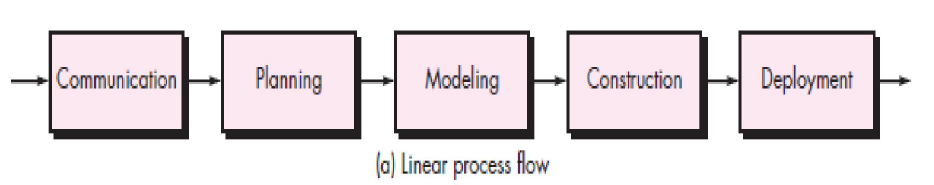 Communication Planning Modeling Construction Deployment
(a) Linear process flow